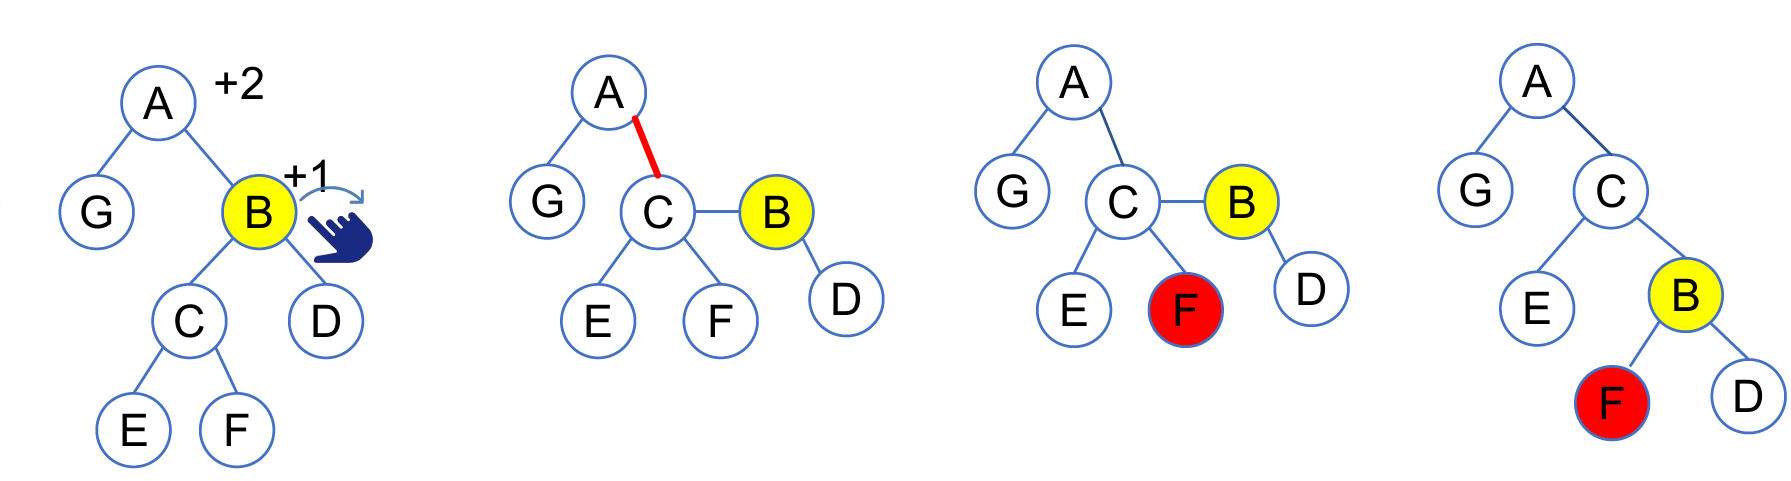 A +2
G B +1
C D
E F
A
G C B
E F D
A
G C B
E F D
A
G C
E B
F D